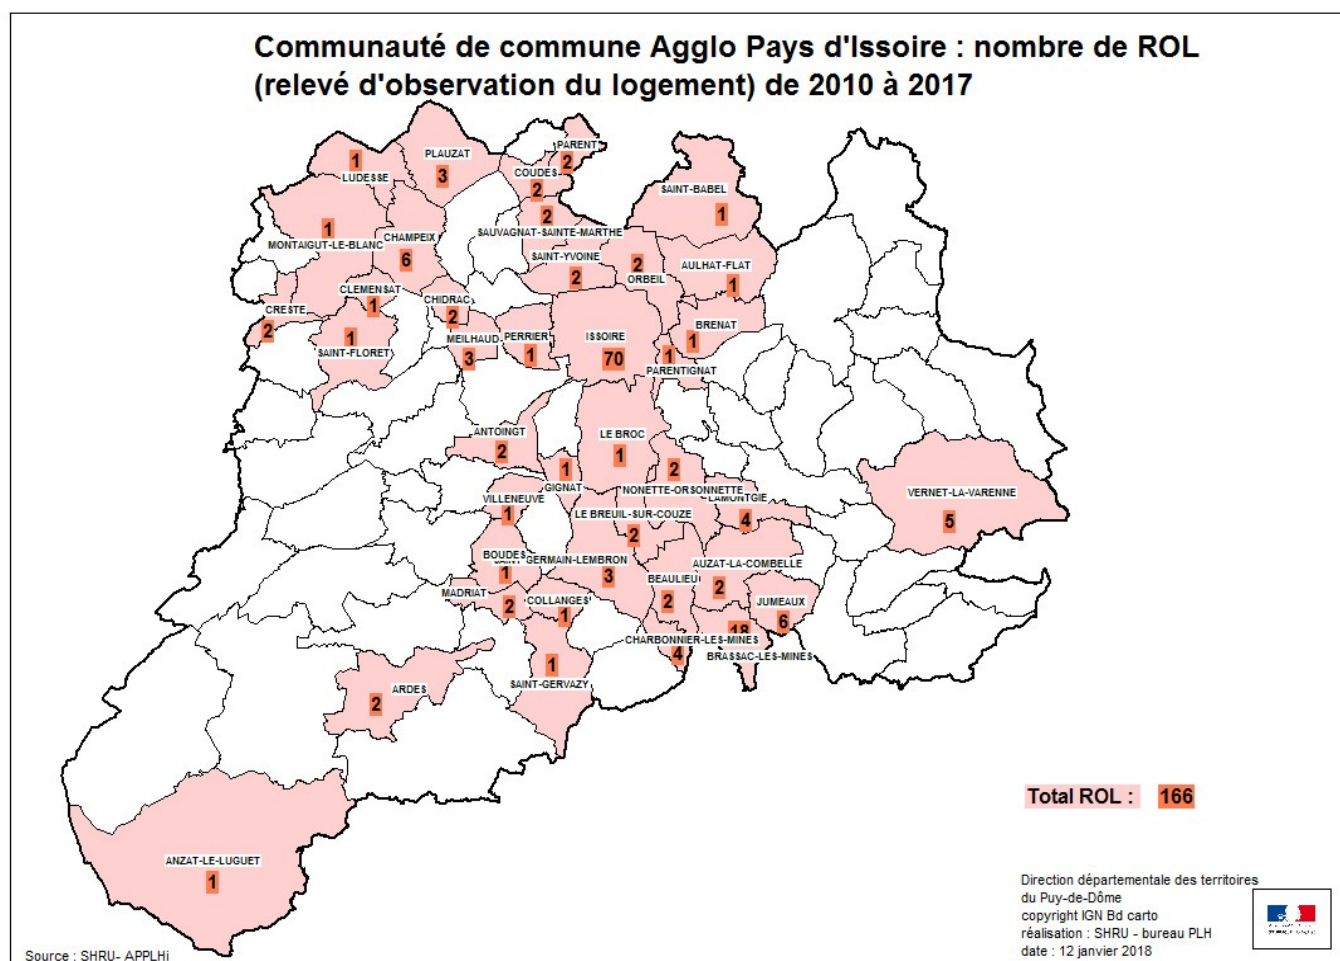 Communauté de commune Agglo Pays d'Issoire : nombre de ROL
(relevé d'observation du logement) de 2010 à 2017
PARENT
2
PLAUZAT
3
1
LUDESSE
COUDES
2
SAINT-BABEL
1
2
SAUVAGNAT-SAINTE-MARTHE
1
MONTAIGUT-LE-BLANC
CHAMPEIX
6
SAINT-YVOINE
2
2
ORBEIL
AULHAT-FLAT
1
CLEMENSAT
1
CHIDRAC
2
CRESTE
2
1
SAINT-FLORET
MEILHAUD
3
PERRIER
1
ISSOIRE
70
BRENAT
1
1
PARENTIGNAT
ANTOINGT
2
LE BROC
1
1
GIGNAT
2
NONETTE-ORSONNETTE
VILLENEUVE
1
LAMONTGIE
4
VERNET-LA-VARENNE
5
LE BREUIL-SUR-COUZE
2
BOUDES
1
GERMAIN-LEMBRON
3
AUZAT-LA-COMBELLE
2
BEAULIEU
2
MADRIAT
2
COLLANGES
1
JUMEAUX
6
18
CHARBONNIER-LES-MINES
4
BRASSAC-LES-MINES
1
SAINT-GERVAZY
ARDES
2
ANZAT-LE-LUGUET
1
Total ROL : 166
Direction départementale des territoires
du Puy-de-Dôme
copyright IGN Bd carto
réalisation : SHRU - bureau PLH
date : 12 janvier 2018
Source : SHRU- APPLHi